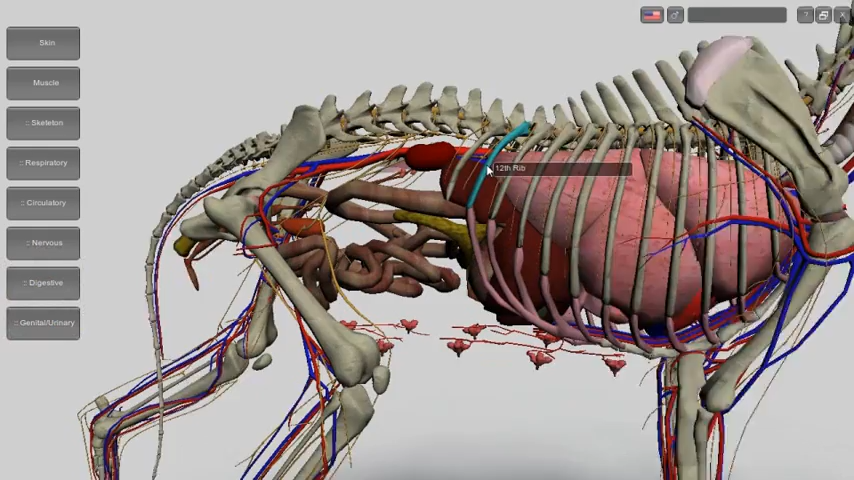 ?
x
Skin
Muscle
:: Skeleton
:: Respiratory
:: Circulatory
:: Nervous
:: Digestive
:: Genital/Urinary
12th Rib